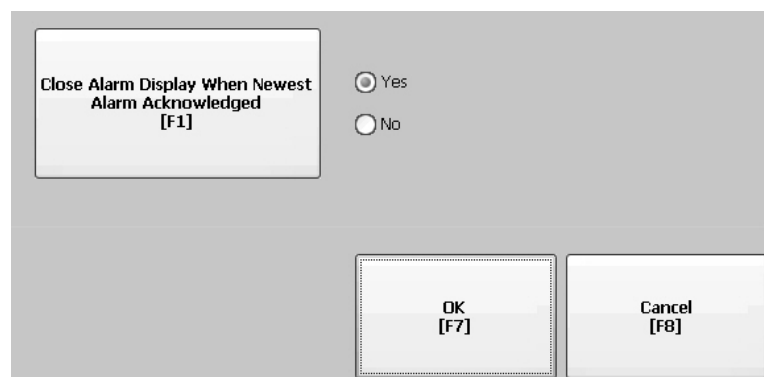 Close Alarm Display When Newest
Alarm Acknowledged
[F1]
Yes
No
OK
[F7]
Cancel
[F8]